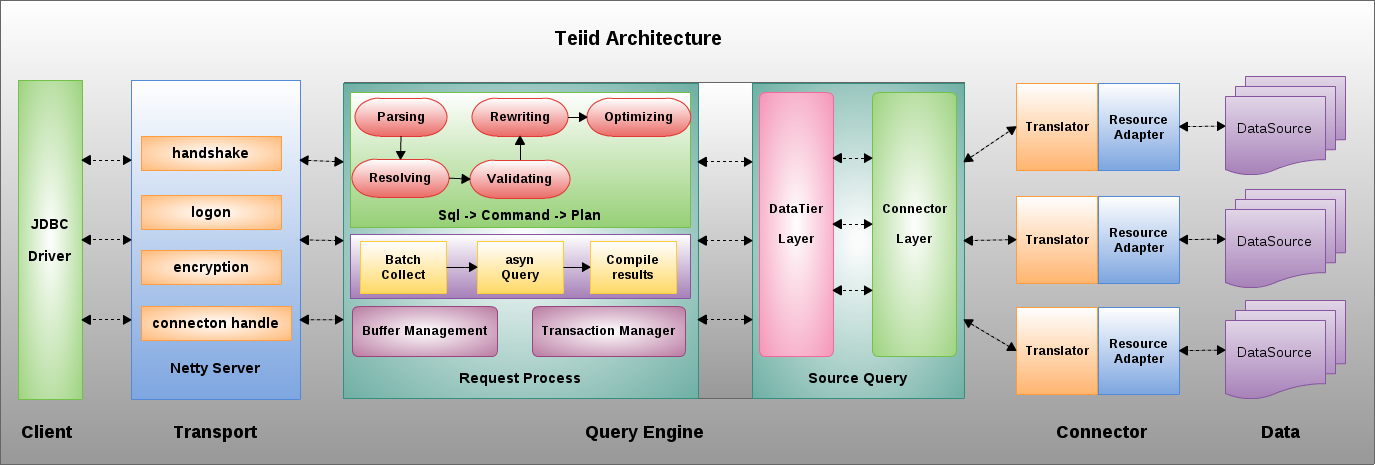 Teiid Architecture
JDBC
Driver
handshake
logon
encryption
connecton handle
Netty Server
Parsing
Rewriting
Optimizing
Resolving
Validating
Sql -> Command -> Plan
Batch
Collect
asyn
Query
Compile
results
Buffer Management
Transaction Manager
Request Process
DataTier
Layer
Connector
Layer
Source Query
Translator
Resource
Adapter
DataSource
Translator
Resource
Adapter
DataSource
Translator
Resource
Adapter
DataSource
Client
Transport
Query Engine
Connector
Data